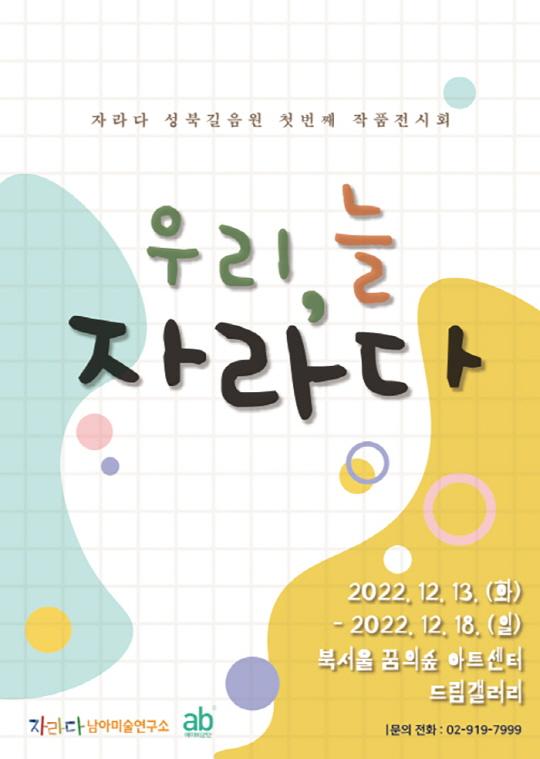 자라다 성북길음원 첫번째 작품전시회
우리, 늘
자라다
2022. 12. 13. (화)
- 2022. 12. 18. (일)
북서울 꿈의숲 아트센터
드림갤러리
자라다 남아미술연구소
ab
|문의 전화 : 02-919-7999